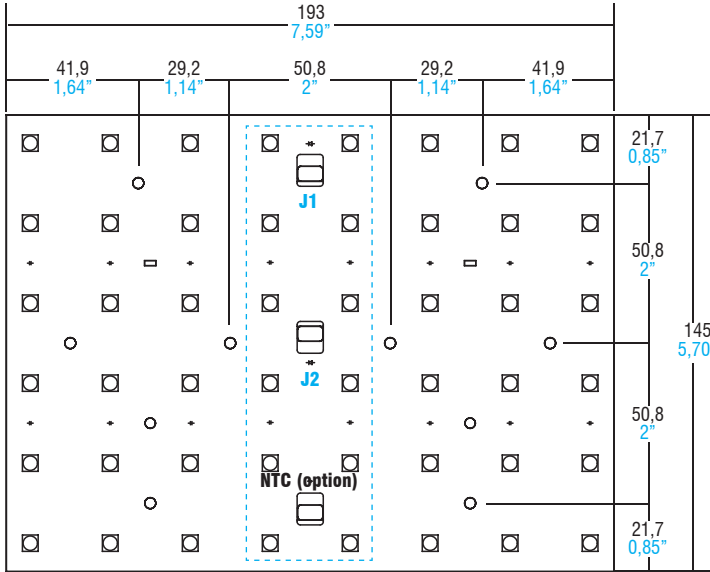 193
7,59”
41,9 29,2 50,8 29,2 41,9
1,64” 1,14” 2” 1,14” 1,64”
21,7
0,85”
J1
50,8
2”
145
5,70
J2
50,8
2”
NTC (option)
21,7
0,85”